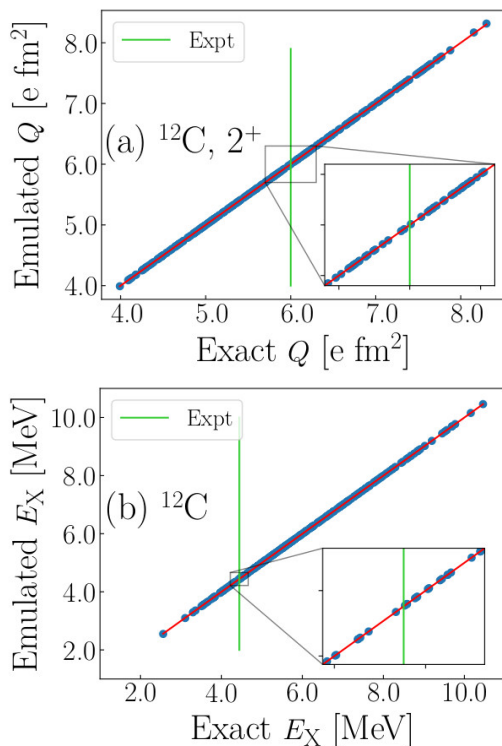 Expt
(a) ¹²C, 2⁺
Emulated Q [e fm²]
8.0
7.0
6.0
5.0
4.0
4.0 5.0 6.0 7.0 8.0
Exact Q [e fm²]
Expt
(b) ¹²C
Emulated E_X [MeV]
10.0
8.0
6.0
4.0
2.0
2.0 4.0 6.0 8.0 10.0
Exact E_X [MeV]